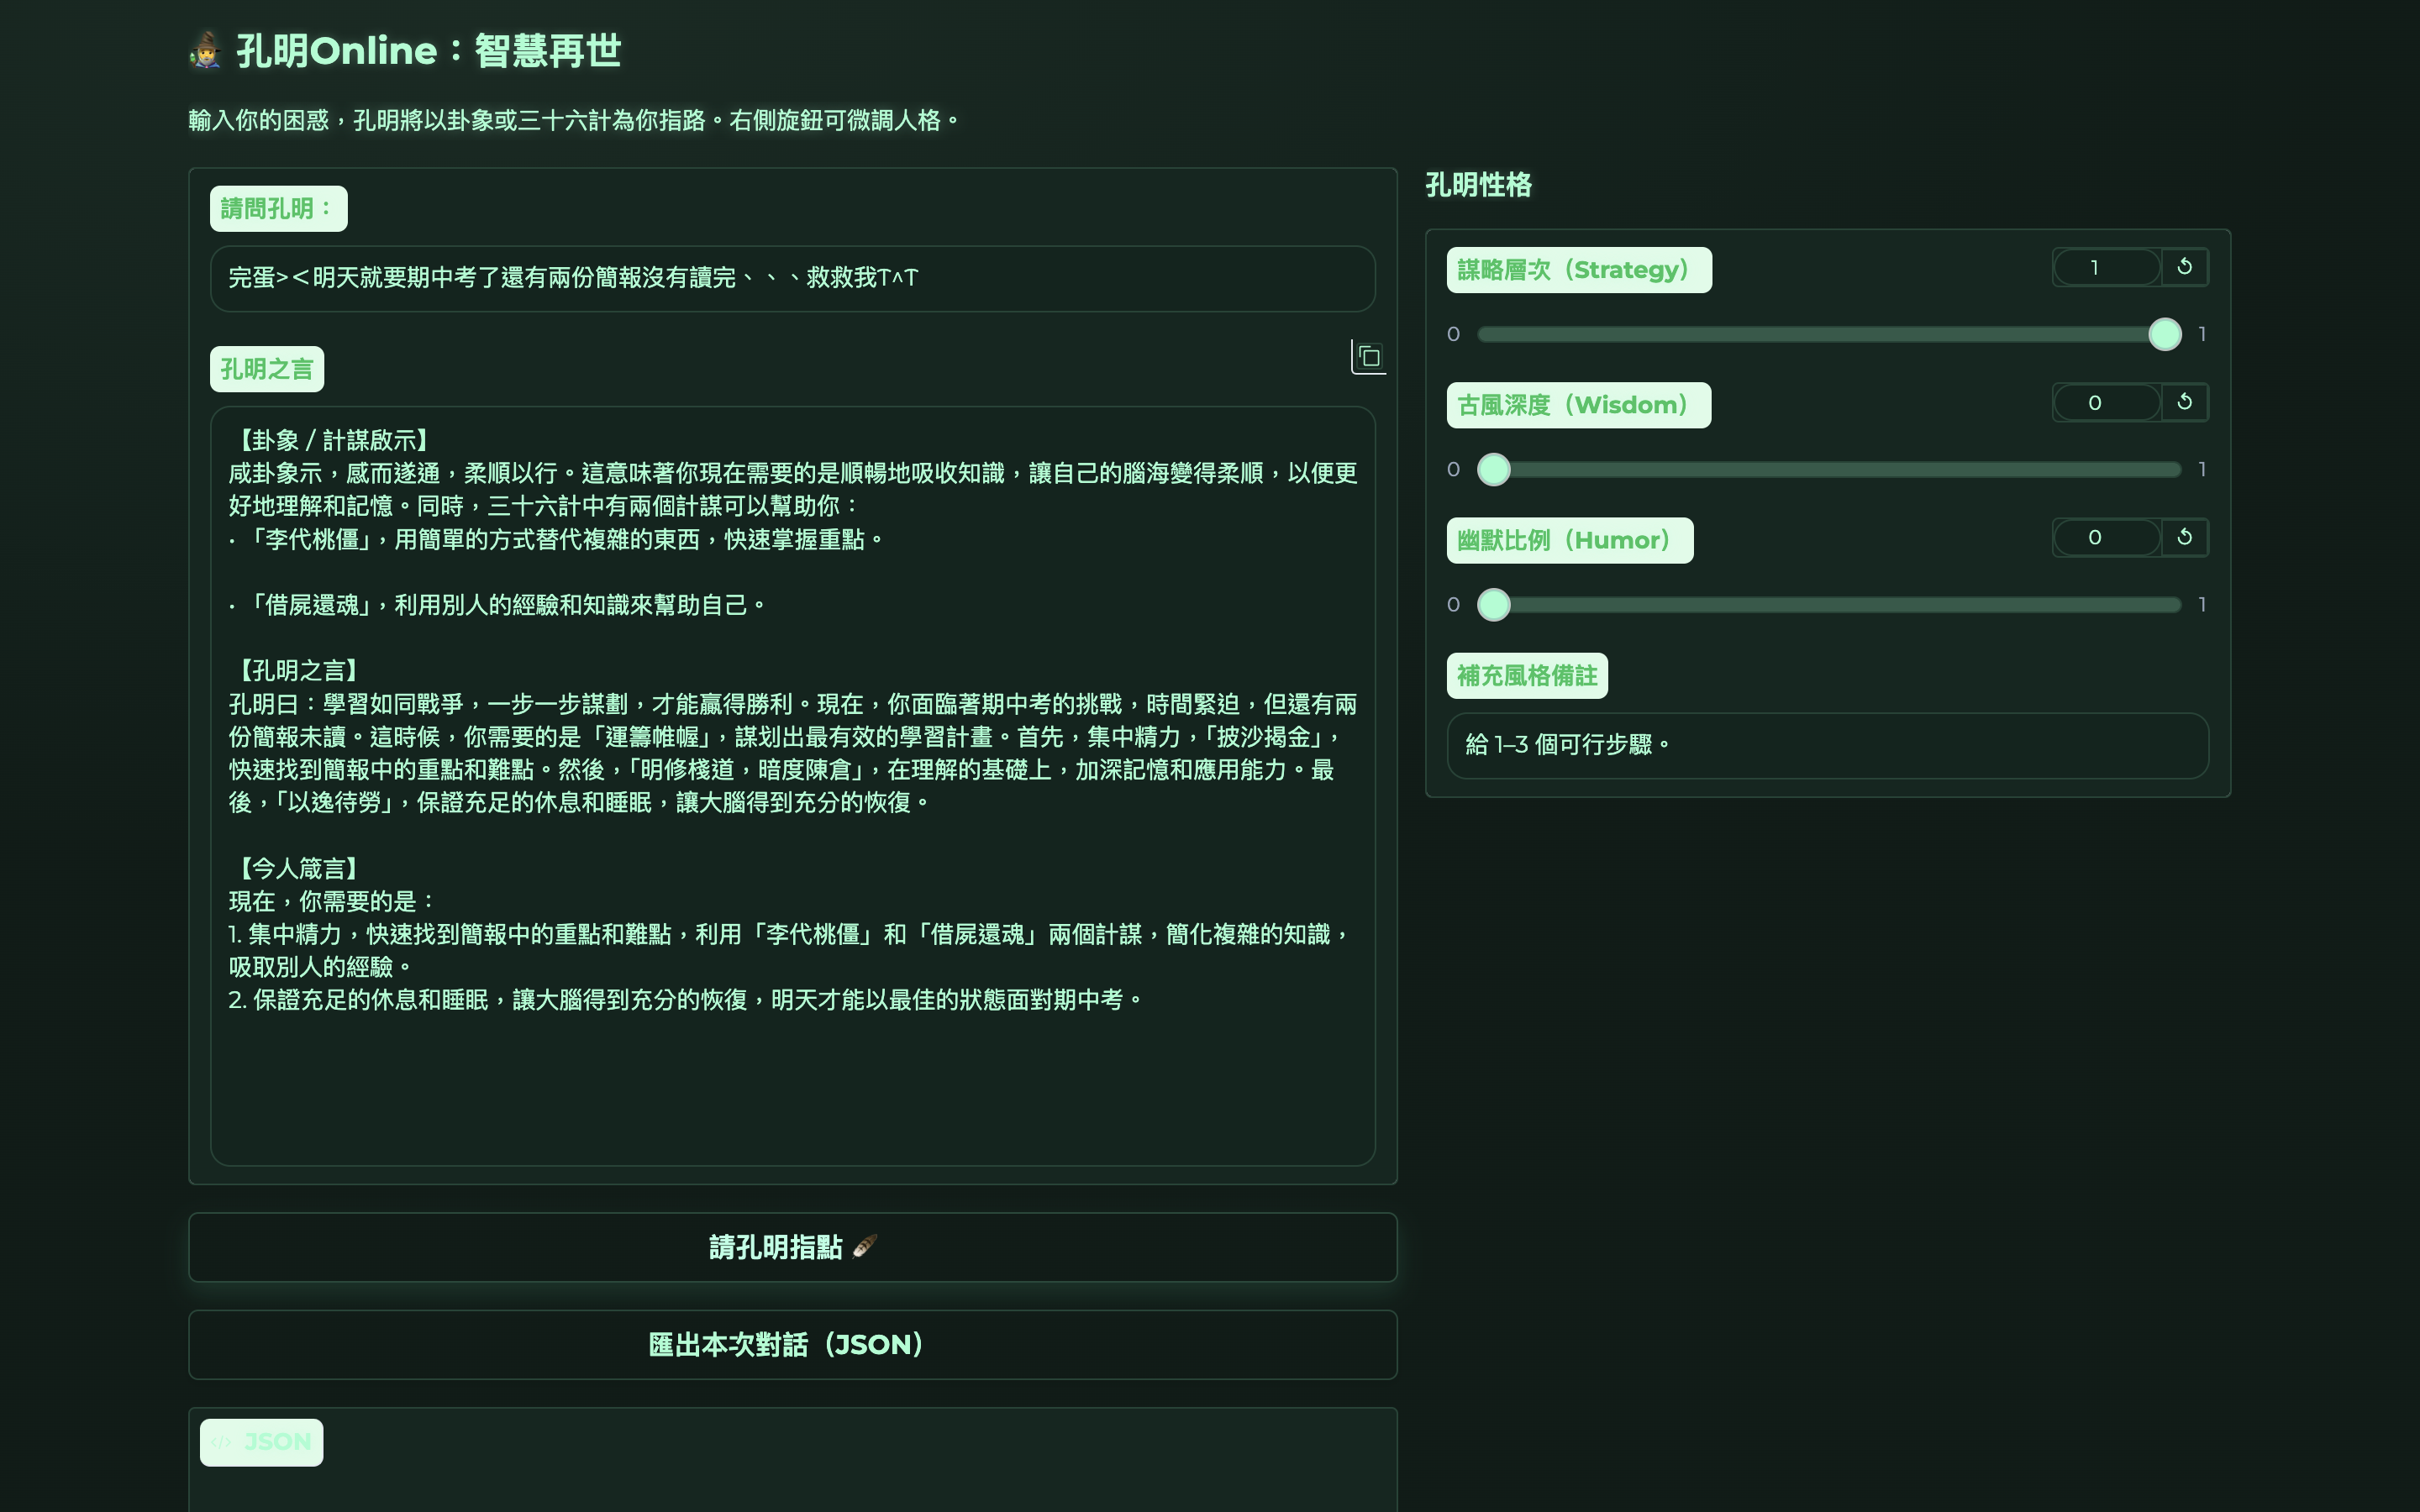 孔明Online：智慧再世
輸入你的困惑，孔明將以卦象或三十六計為你指路。右側旋鈕可微調人格。
請問孔明：
完蛋>＜明天就要期中考了還有兩份簡報沒有讀完、、、救救我T^T
孔明之言
【卦象 / 計謀啟示】
咸卦象示，感而遂通，柔順以行。這意味著你現在需要的是順暢地吸收知識，讓自己的腦海變得柔順，以便更
好地理解和記憶。同時，三十六計中有兩個計謀可以幫助你：
• 「李代桃僵」，用簡單的方式替代複雜的東西，快速掌握重點。
• 「借屍還魂」，利用別人的經驗和知識來幫助自己。
【孔明之言】
孔明曰：學習如同戰爭，一步一步謀劃，才能贏得勝利。現在，你面臨著期中考的挑戰，時間緊迫，但還有兩
份簡報未讀。這時候，你需要的是「運籌帷幄」，謀划出最有效的學習計畫。首先，集中精力，「披沙揭金」，
快速找到簡報中的重點和難點。然後，「明修棧道，暗度陳倉」，在理解的基礎上，加深記憶和應用能力。最
後，「以逸待勞」，保證充足的休息和睡眠，讓大腦得到充分的恢復。
【今人箴言】
現在，你需要的是：
1. 集中精力，快速找到簡報中的重點和難點，利用「李代桃僵」和「借屍還魂」兩個計謀，簡化複雜的知識，
吸取別人的經驗。
2. 保證充足的休息和睡眠，讓大腦得到充分的恢復，明天才能以最佳的狀態面對期中考。
請孔明指點
匯出本次對話（JSON）
</> JSON
孔明性格
謀略層次（Strategy）
1
0 1
古風深度（Wisdom）
0
0 1
幽默比例（Humor）
0
0 1
補充風格備註
給 1–3 個可行步驟。